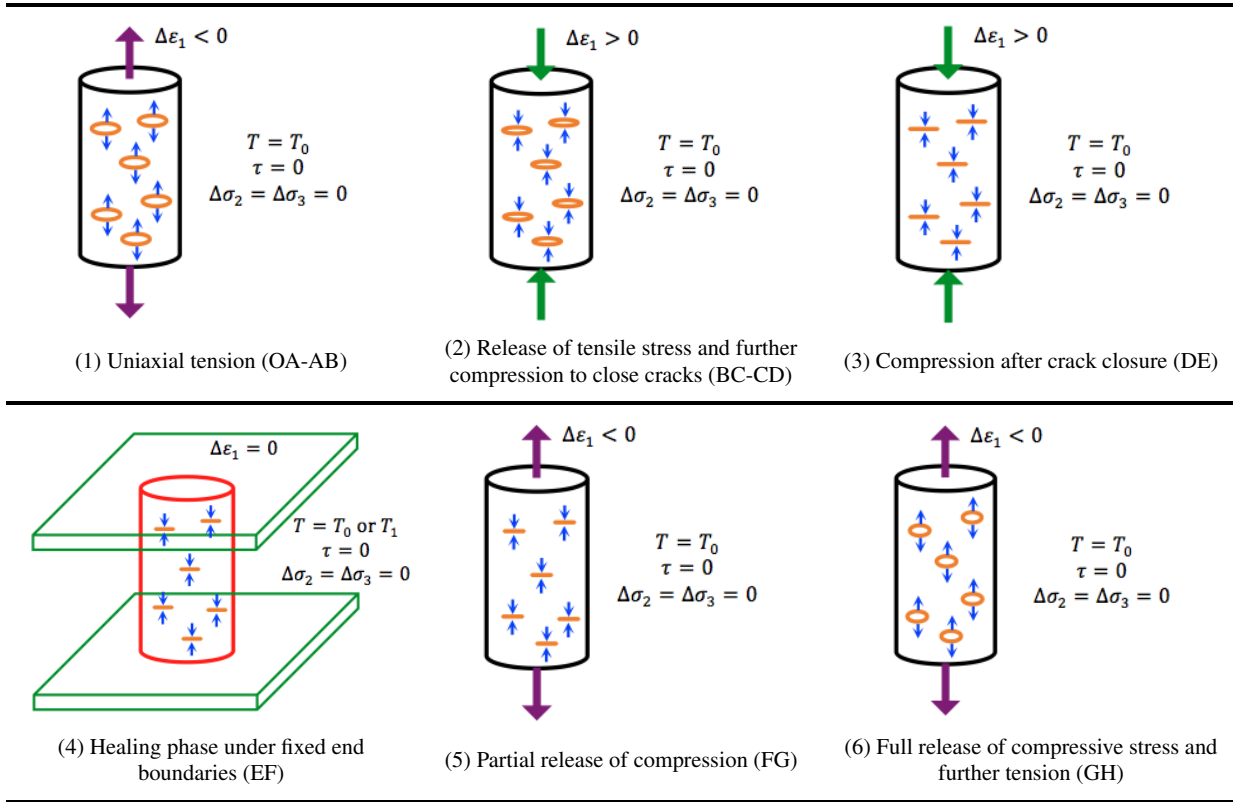 Δε₁ < 0
T = T₀
τ = 0
Δσ₂ = Δσ₃ = 0
(1) Uniaxial tension (OA-AB)
Δε₁ > 0
T = T₀
τ = 0
Δσ₂ = Δσ₃ = 0
(2) Release of tensile stress and further
compression to close cracks (BC-CD)
Δε₁ > 0
T = T₀
τ = 0
Δσ₂ = Δσ₃ = 0
(3) Compression after crack closure (DE)
Δε₁ = 0
T = T₀ or T₁
τ = 0
Δσ₂ = Δσ₃ = 0
(4) Healing phase under fixed end
boundaries (EF)
Δε₁ < 0
T = T₀
τ = 0
Δσ₂ = Δσ₃ = 0
(5) Partial release of compression (FG)
Δε₁ < 0
T = T₀
τ = 0
Δσ₂ = Δσ₃ = 0
(6) Full release of compressive stress and
further tension (GH)